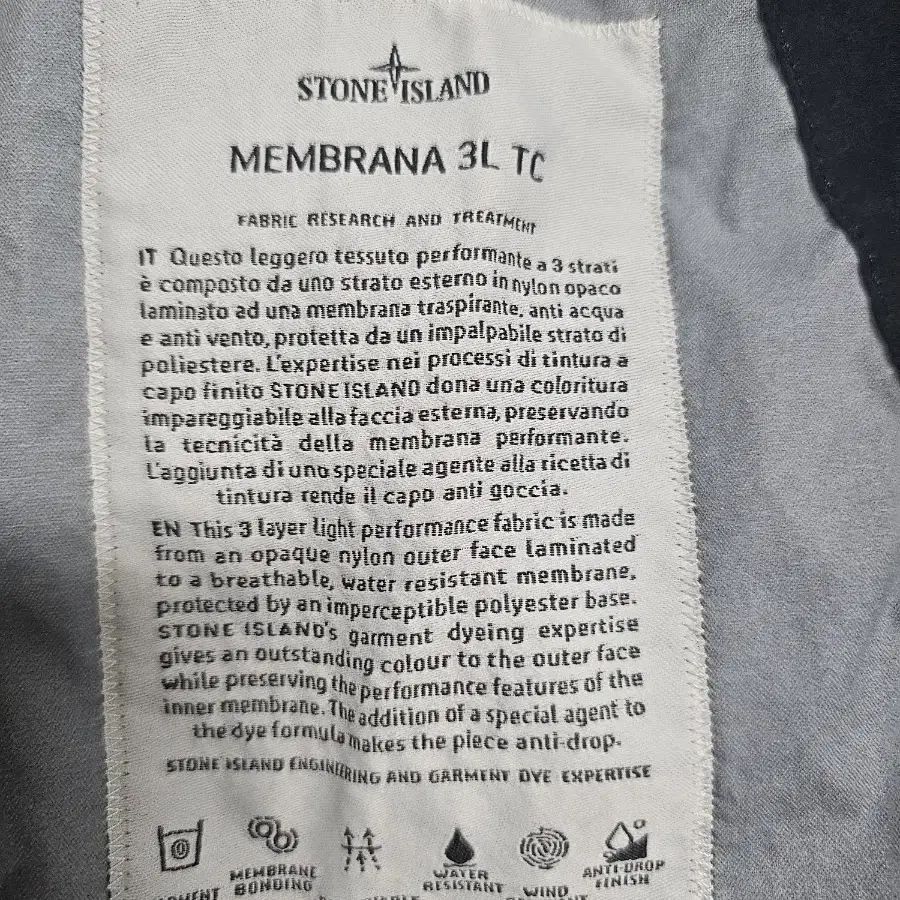 STONE ISLAND
MEMBRANA 3L TC
FABRIC RESEARCH AND TREATMENT
IT Questo leggero tessuto performante a 3 strati
è composto da uno strato esterno in nylon opaco
laminato ad una membrana traspirante, anti acqua
e anti vento, protetta da un impalpabile strato di
poliestere. L'expertise nei processi di tintura a
capo finito STONE ISLAND dona una coloritura
impareggiabile alla faccia esterna, preservando
la tecnicità della membrana performante.
L'aggiunta di uno speciale agente alla ricetta di
tintura rende il capo anti goccia.
EN This 3 layer light performance fabric is made
from an opaque nylon outer face laminated
to a breathable, water resistant membrane,
protected by an imperceptible polyester base.
STONE ISLAND's garment dyeing expertise
gives an outstanding colour to the outer face
while preserving the performance features of the
inner membrane. The addition of a special agent to
the dye formula makes the piece anti-drop.
STONE ISLAND ENGINEERING AND GARMENT DYE EXPERTISE
MEMBRANE
BONDING
WATER
RESISTANT
WIND
ANTI-DROP
FINISH